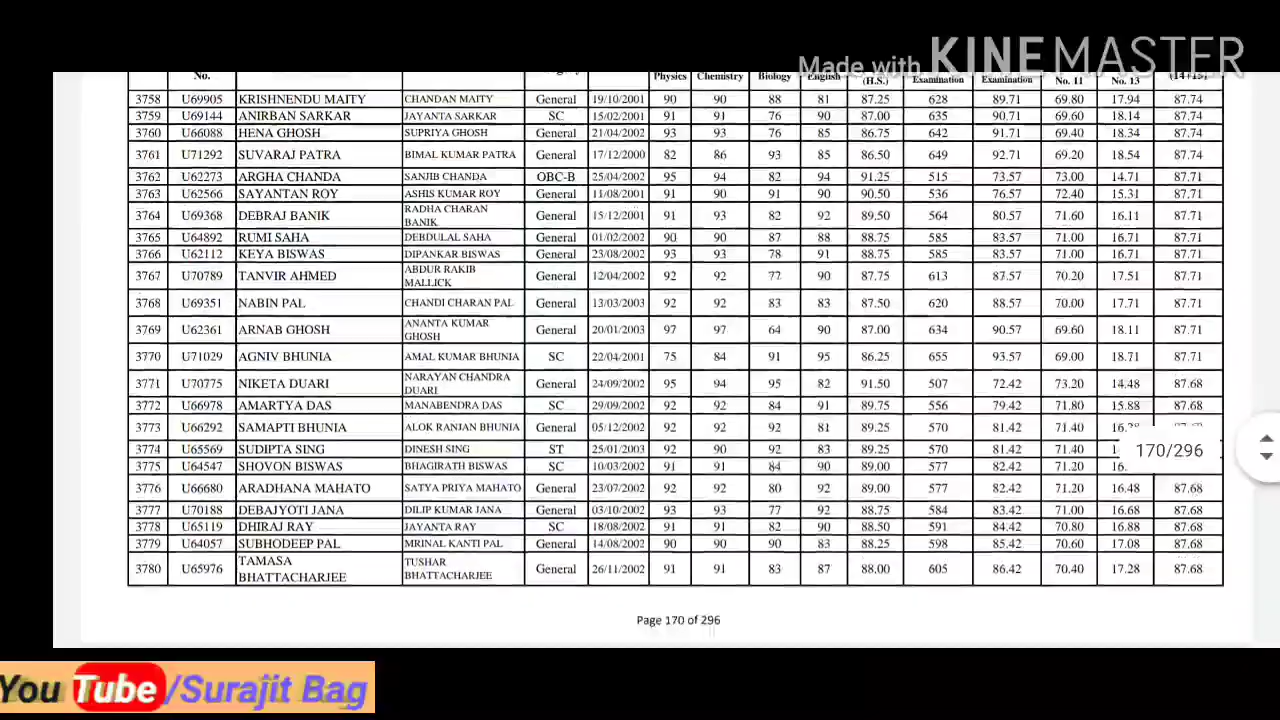 Made with KINEMASTER
No. Physics Chemistry Biology English (H.S.) Examination Examination No. 11 No. 13 (14+15)
3758 U69905 KRISHNENDU MAITY CHANDAN MAITY General 19/10/2001 90 90 88 81 87.25 628 89.71 69.80 17.94 87.74
3759 U69144 ANIRBAN SARKAR JAYANTA SARKAR SC 15/02/2001 91 91 76 90 87.00 635 90.71 69.60 18.14 87.74
3760 U66088 HENA GHOSH SUPRIYA GHOSH General 21/04/2002 93 93 76 85 86.75 642 91.71 69.40 18.34 87.74
3761 U71292 SUVARAJ PATRA BIMAL KUMAR PATRA General 17/12/2000 82 86 93 85 86.50 649 92.71 69.20 18.54 87.74
3762 U62273 ARGHA CHANDA SANJIB CHANDA OBC-B 25/04/2002 95 94 82 94 91.25 515 73.57 73.00 14.71 87.71
3763 U62566 SAYANTAN ROY ASHIS KUMAR ROY General 11/08/2001 91 90 91 90 90.50 536 76.57 72.40 15.31 87.71
3764 U69368 DEBRAJ BANIK RADHA CHARAN BANIK General 15/12/2001 91 93 82 92 89.50 564 80.57 71.60 16.11 87.71
3765 U64892 RUMI SAHA DEBDULAL SAHA General 01/02/2002 90 90 87 88 88.75 585 83.57 71.00 16.71 87.71
3766 U62112 KEYA BISWAS DIPANKAR BISWAS General 23/08/2002 93 93 78 91 88.75 585 83.57 71.00 16.71 87.71
3767 U70789 TANVIR AHMED ABDUR RAKIB MALLICK General 12/04/2002 92 92 77 90 87.75 613 87.57 70.20 17.51 87.71
3768 U69351 NABIN PAL CHANDI CHARAN PAL General 13/03/2003 92 92 83 83 87.50 620 88.57 70.00 17.71 87.71
3769 U62361 ARNAB GHOSH ANANTA KUMAR GHOSH General 20/01/2003 97 97 64 90 87.00 634 90.57 69.60 18.11 87.71
3770 U71029 AGNIV BHUNIA AMAL KUMAR BHUNIA SC 22/04/2001 75 84 91 95 86.25 655 93.57 69.00 18.71 87.71
3771 U70775 NIKETA DUARI NARAYAN CHANDRA DUARI General 24/09/2002 95 94 95 82 91.50 507 72.42 73.20 14.48 87.68
3772 U66978 AMARTYA DAS MANABENDRA DAS SC 29/09/2002 92 92 84 91 89.75 556 79.42 71.80 15.88 87.68
3773 U66292 SAMAPTI BHUNIA ALOK RANJAN BHUNIA General 05/12/2002 92 92 92 81 89.25 570 81.42 71.40
3774 U65569 SUDIPTA SING DINESH SING ST 25/01/2003 92 90 92 83 89.25 570 81.42 71.40
170/296
3775 U64547 SHOVON BISWAS BHAGIRATH BISWAS SC 10/03/2002 91 91 84 90 89.00 577 82.42 71.20
3776 U66680 ARADHANA MAHATO SATYA PRIYA MAHATO General 23/07/2002 92 92 80 92 89.00 577 82.42 71.20 16.48 87.68
3777 U70188 DEBAJYOTI JANA DILIP KUMAR JANA General 03/10/2002 93 93 77 92 88.75 584 83.42 71.00 16.68 87.68
3778 U65119 DHIRAJ RAY JAYANTA RAY SC 18/08/2002 91 91 82 90 88.50 591 84.42 70.80 16.88 87.68
3779 U64057 SUBHODEEP PAL MRINAL KANTI PAL General 14/08/2002 90 90 90 83 88.25 598 85.42 70.60 17.08 87.68
3780 U65976 TAMASA BHATTACHARJEE TUSHAR BHATTACHARJEE General 26/11/2002 91 91 83 87 88.00 605 86.42 70.40 17.28 87.68
Page 170 of 296
You Tube/Surajit Bag